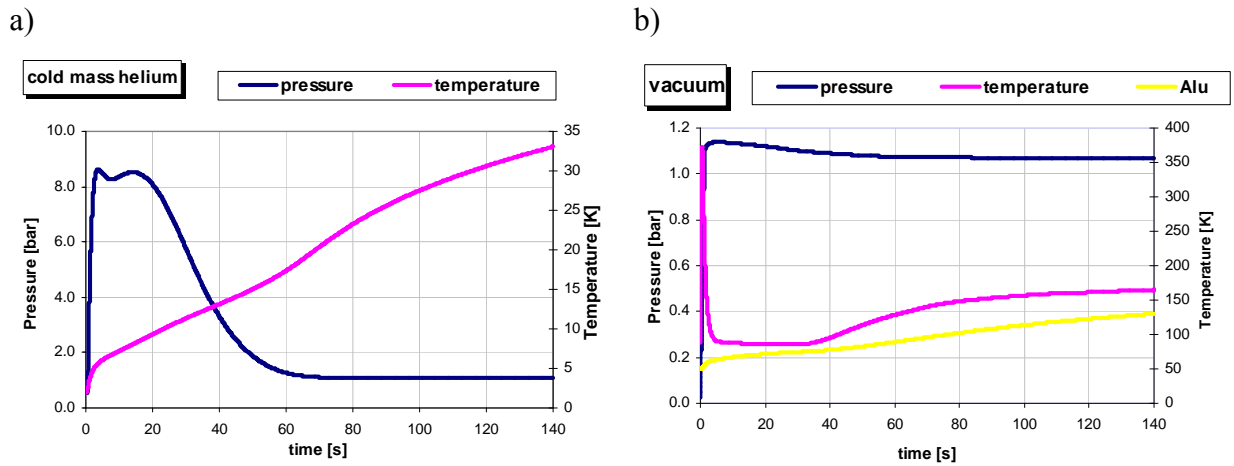 a)
cold mass helium
pressure temperature
10.0
8.0
6.0
4.0
2.0
0.0
Pressure [bar]
35
30
25
20
15
10
5
0
Temperature [K]
0 20 40 60 80 100 120 140
time [s]
b)
vacuum
pressure temperature Alu
1.2
1.0
0.8
0.6
0.4
0.2
0.0
Pressure [bar]
400
350
300
250
200
150
100
50
0
Temperature [K]
0 20 40 60 80 100 120 140
time [s]